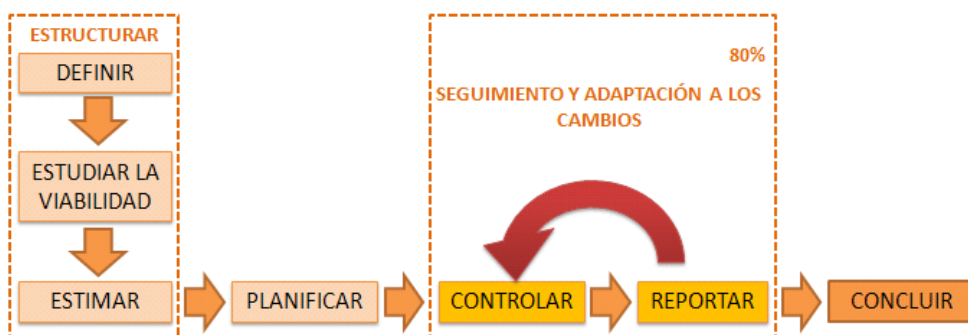 ESTRUCTURAR
DEFINIR
ESTUDIAR LA
VIABILIDAD
ESTIMAR
PLANIFICAR
80%
SEGUIMIENTO Y ADAPTACIÓN A LOS
CAMBIOS
CONTROLAR
REPORTAR
CONCLUIR